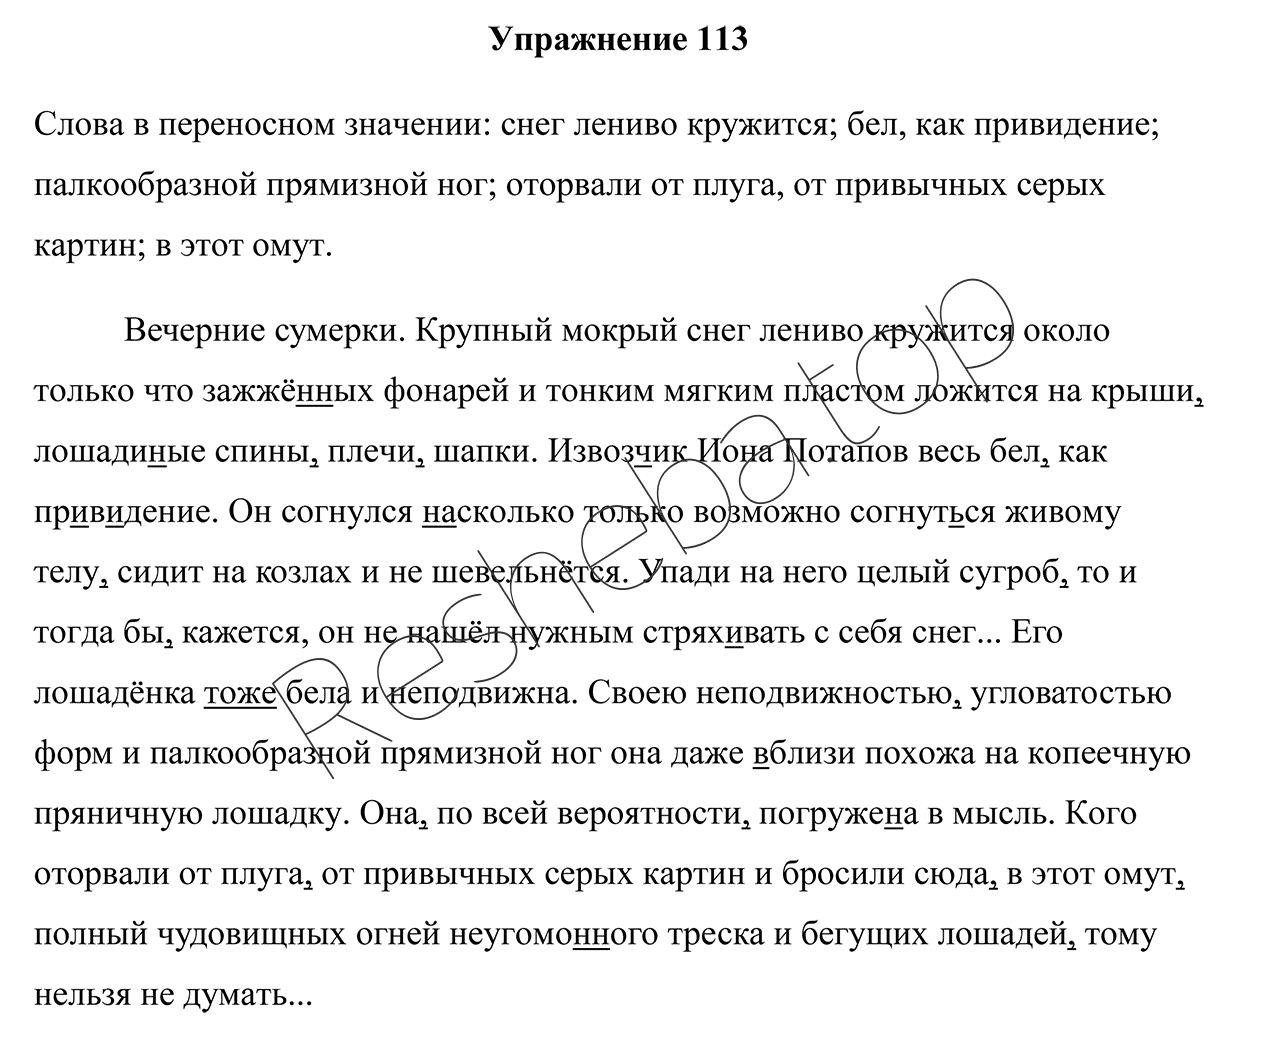 Упражнение 113
Слова в переносном значении: снег лениво кружится; бел, как привидение;
палкообразной прямизной ног; оторвали от плуга, от привычных серых
картин; в этот омут.
Вечерние сумерки. Крупный мокрый снег лениво кружится около
только что зажжённых фонарей и тонким мягким пластом ложится на крыши,
лошадиные спины, плечи, шапки. Извозчик Иона Потапов весь бел, как
привидение. Он согнулся насколько только возможно согнуться живому
телу, сидит на козлах и не шевельнётся. Упади на него целый сугроб, то и
тогда бы, кажется, он не нашёл нужным стряхивать с себя снег... Его
лошадёнка тоже бела и неподвижна. Своею неподвижностью, угловатостью
форм и палкообразной прямизной ног она даже вблизи похожа на копеечную
пряничную лошадку. Она, по всей вероятности, погружена в мысль. Кого
оторвали от плуга, от привычных серых картин и бросили сюда, в этот омут,
полный чудовищных огней неугомонного треска и бегущих лошадей, тому
нельзя не думать...
Resheba.top